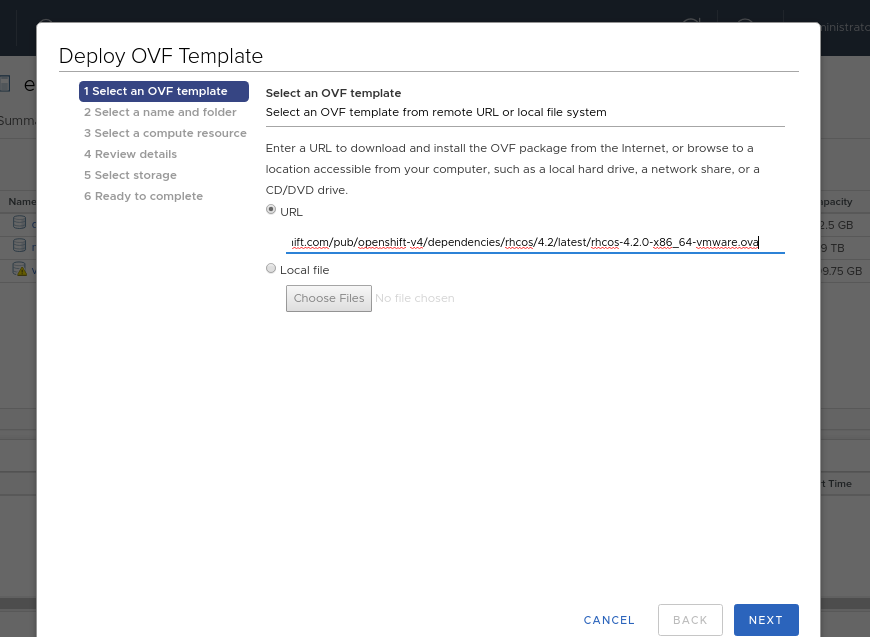 Deploy OVF Template
1 Select an OVF template
2 Select a name and folder
3 Select a compute resource
4 Review details
5 Select storage
6 Ready to complete
Select an OVF template
Select an OVF template from remote URL or local file system
Enter a URL to download and install the OVF package from the Internet, or browse to a
location accessible from your computer, such as a local hard drive, a network share, or a
CD/DVD drive.
URL
ift.com/pub/openshift-v4/dependencies/rhcos/4.2/latest/rhcos-4.2.0-x86_64-vmware.ova
Local file
Choose Files No file chosen
CANCEL
BACK
NEXT
Name
2.5 GB
9 TB
9.75 GB
Time